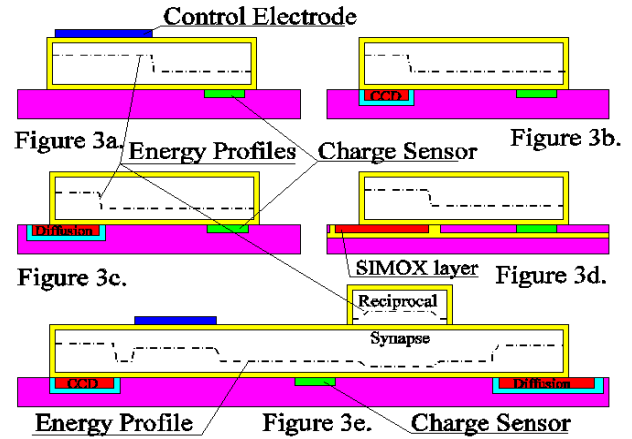 Control Electrode
CCD
Figure 3a.
Energy Profiles
Charge Sensor
Figure 3b.
Diffusion
Figure 3c.
SIMOX layer
Figure 3d.
Reciprocal
Synapse
CCD
Diffusion
Energy Profile
Figure 3e.
Charge Sensor